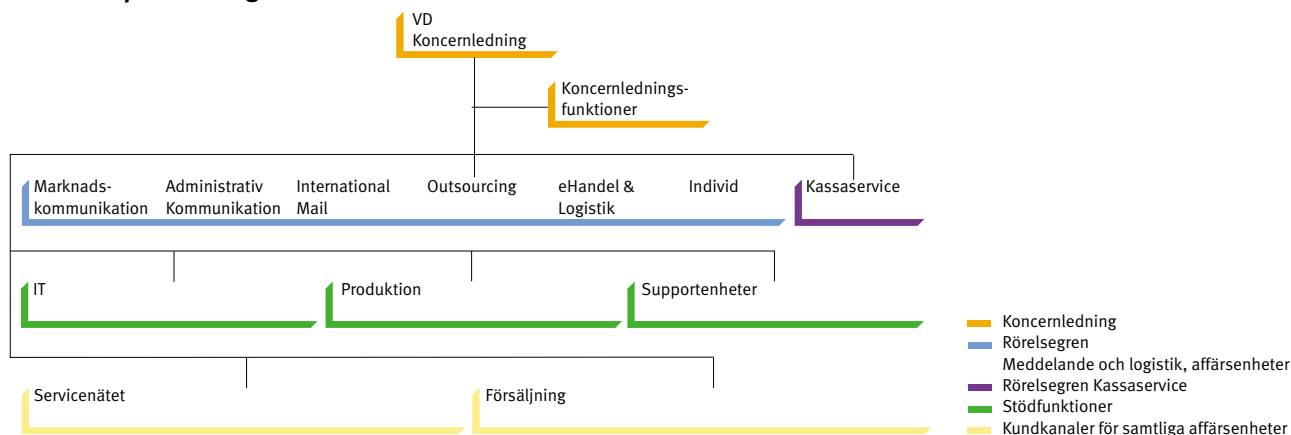 VD
Koncernledning
Koncernlednings-
funktioner
Marknads-
kommunikation
Administrativ
Kommunikation
International
Mail
Outsourcing
eHandel &
Logistik
Individ
Kassaservice
IT
Produktion
Supportenheter
Servicenätet
Försäljning
Koncernledning
Rörelsegren
Meddelande och logistik, affärsenheter
Rörelsegren Kassaservice
Stödfunktioner
Kundkanaler för samtliga affärsenheter